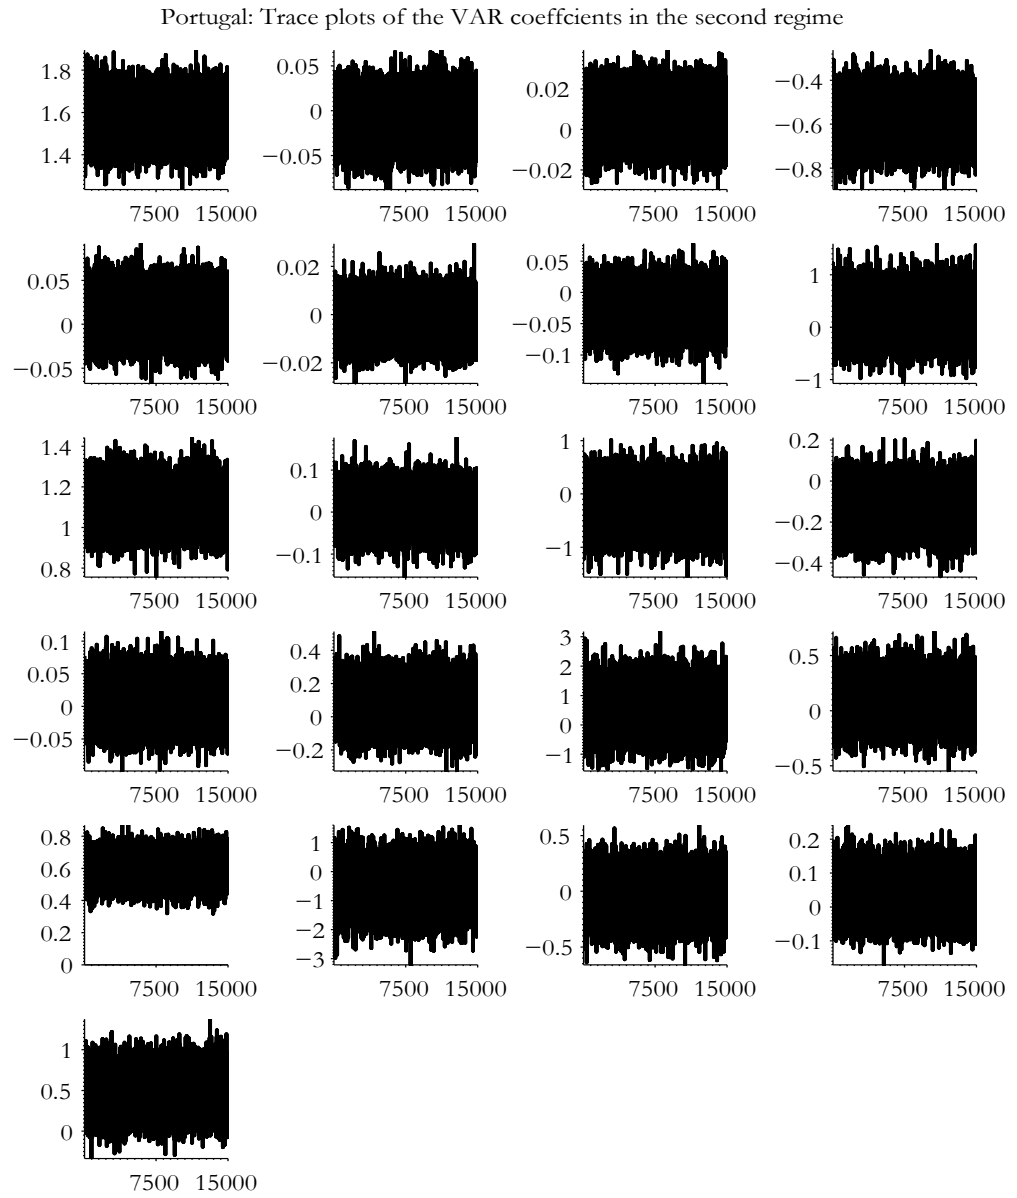 Portugal: Trace plots of the VAR coeffcients in the second regime
1.8 0.05 0.02 −0.4
1.6 0 0 −0.6
1.4 −0.05 −0.02 −0.8
7500 15000 7500 15000 7500 15000 7500 15000
0.05 0.02 0.05 1
0 0 0 0
−0.05 −0.02 −0.05 −1
−0.1
7500 15000 7500 15000 7500 15000 7500 15000
1.4 0.1 1 0.2
1.2 0 0 0
1 −0.1 −1 −0.2
0.8 −0.4
7500 15000 7500 15000 7500 15000 7500 15000
0.1 0.4 3 0.5
0.05 0.2 2 0
0 0 1 −0.5
−0.05 −0.2 0
−1
7500 15000 7500 15000 7500 15000 7500 15000
0.8 1 0.5 0.2
0.6 0 0 0.1
0.4 −1 −0.5 0
0.2 −2 −0.1
0 −3
7500 15000 7500 15000 7500 15000 7500 15000
1
0.5
0
7500 15000